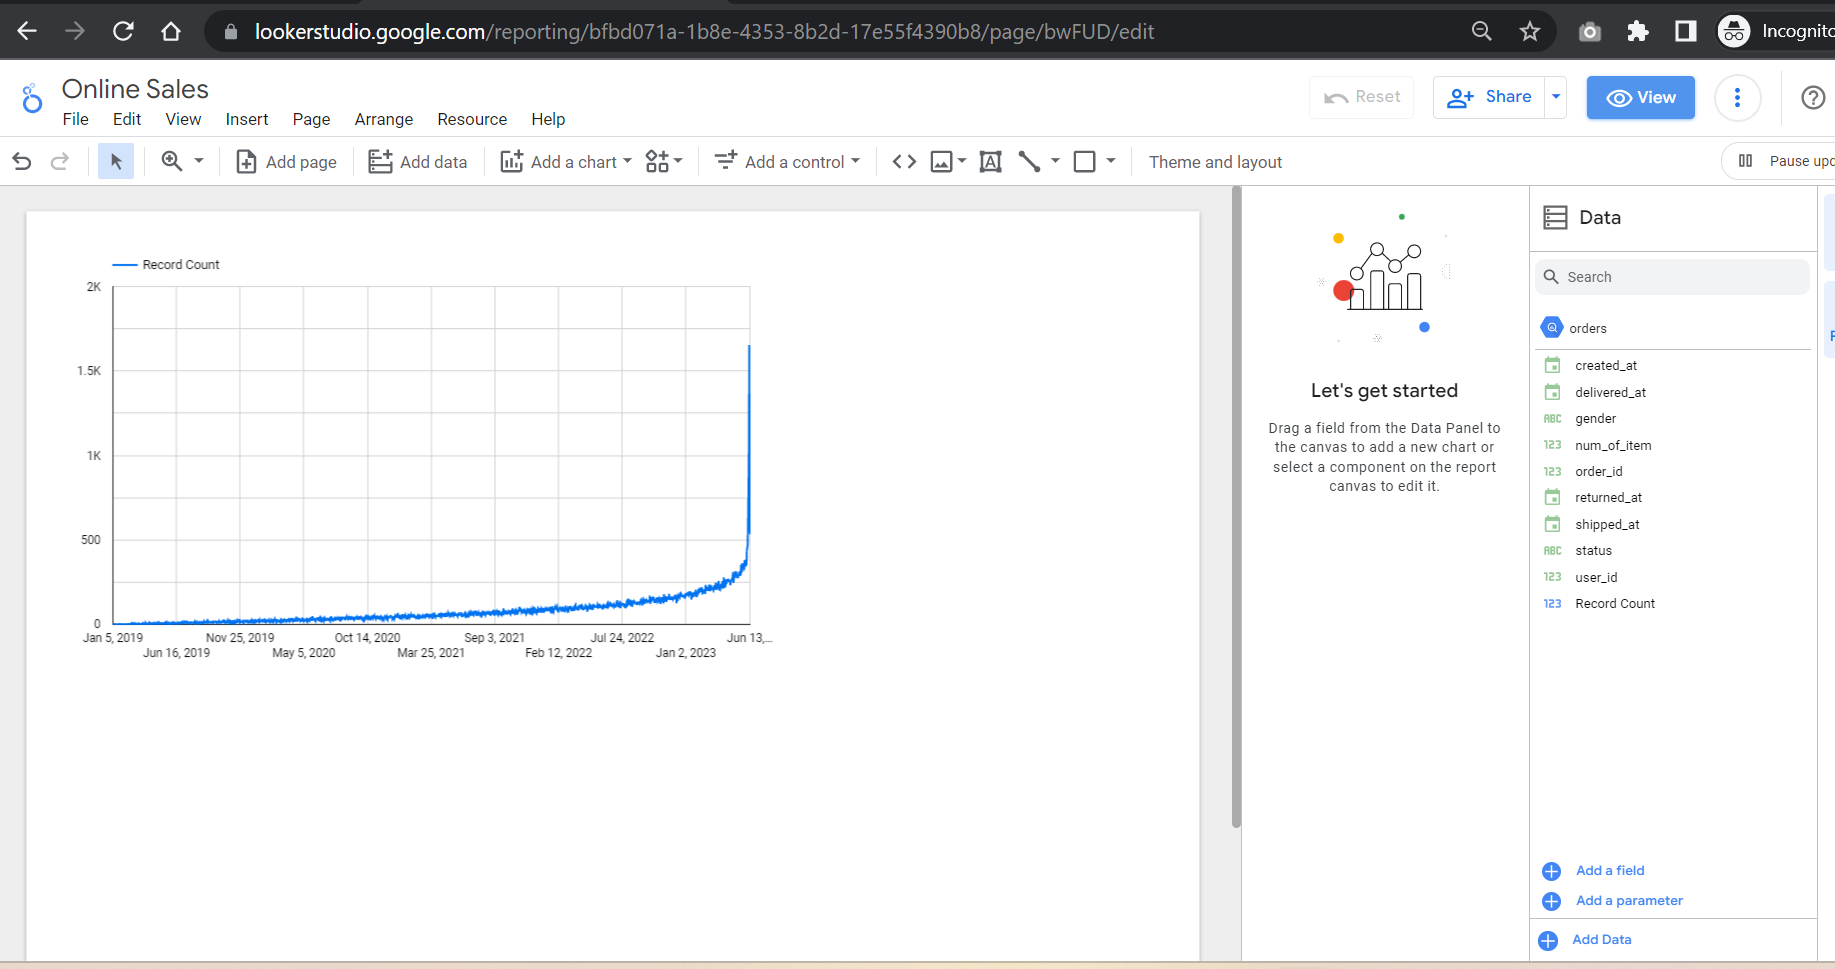 lookerstudio.google.com/reporting/bfbd071a-1b8e-4353-8b2d-17e55f4390b8/page/bwFUD/edit
Incognito
Online Sales
File Edit View Insert Page Arrange Resource Help
Reset Share View
Add page Add data Add a chart Add a control Theme and layout Pause upd
Record Count
2K
1.5K
1K
500
0
Jan 5, 2019 Nov 25, 2019 Oct 14, 2020 Sep 3, 2021 Jul 24, 2022 Jun 13,...
Jun 16, 2019 May 5, 2020 Mar 25, 2021 Feb 12, 2022 Jan 2, 2023
Let's get started
Drag a field from the Data Panel to
the canvas to add a new chart or
select a component on the report
canvas to edit it.
Data
Search
orders
created_at
delivered_at
ABC gender
123 num_of_item
123 order_id
returned_at
shipped_at
ABC status
123 user_id
123 Record Count
Add a field
Add a parameter
Add Data